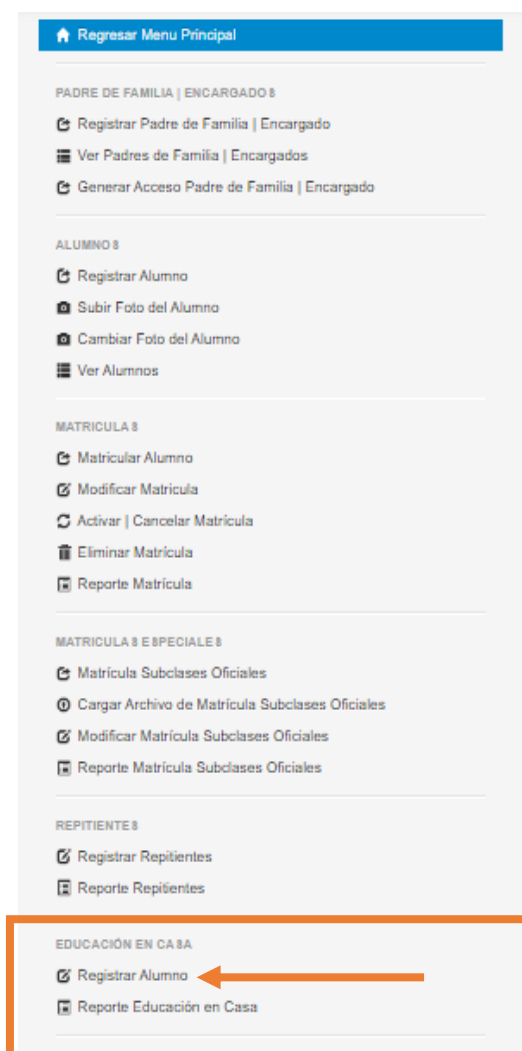 Regresar Menu Principal
PADRE DE FAMILIA | ENCARGADOS
Registrar Padre de Familia | Encargado
Ver Padres de Familia | Encargados
Generar Acceso Padre de Familia | Encargado
ALUMNOS
Registrar Alumno
Subir Foto del Alumno
Cambiar Foto del Alumno
Ver Alumnos
MATRICULAS
Matricular Alumno
Modificar Matricula
Activar | Cancelar Matrícula
Eliminar Matrícula
Reporte Matrícula
MATRICULAS ESPECIALES
Matrícula Subclases Oficiales
Cargar Archivo de Matrícula Subclases Oficiales
Modificar Matrícula Subclases Oficiales
Reporte Matrícula Subclases Oficiales
REPITIENTES
Registrar Repitientes
Reporte Repitientes
EDUCACIÓN EN CASA
Registrar Alumno
Reporte Educación en Casa